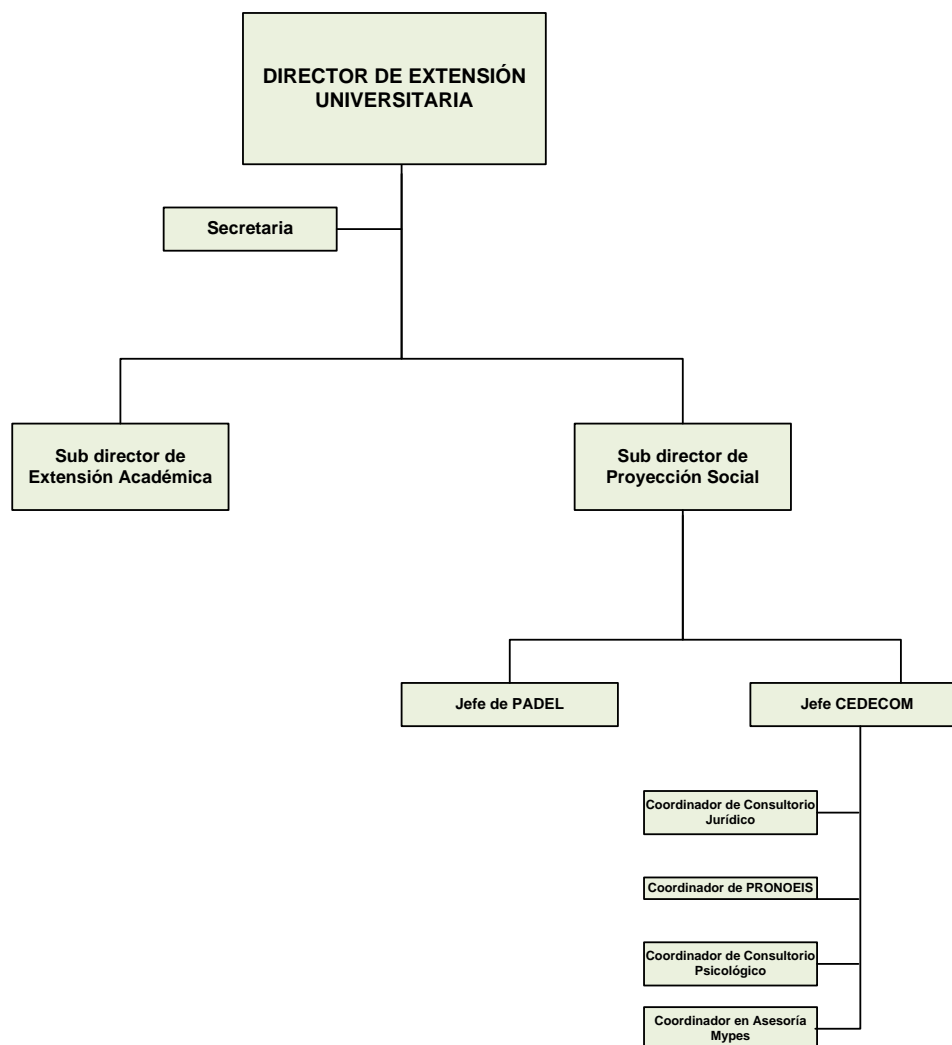 DIRECTOR DE EXTENSIÓN
UNIVERSITARIA
Secretaria
Sub director de
Extensión Académica
Sub director de
Proyección Social
Jefe de PADEL
Jefe CEDECOM
Coordinador de Consultorio
Jurídico
Coordinador de PRONOEIS
Coordinador de Consultorio
Psicológico
Coordinador en Asesoría
Mypes